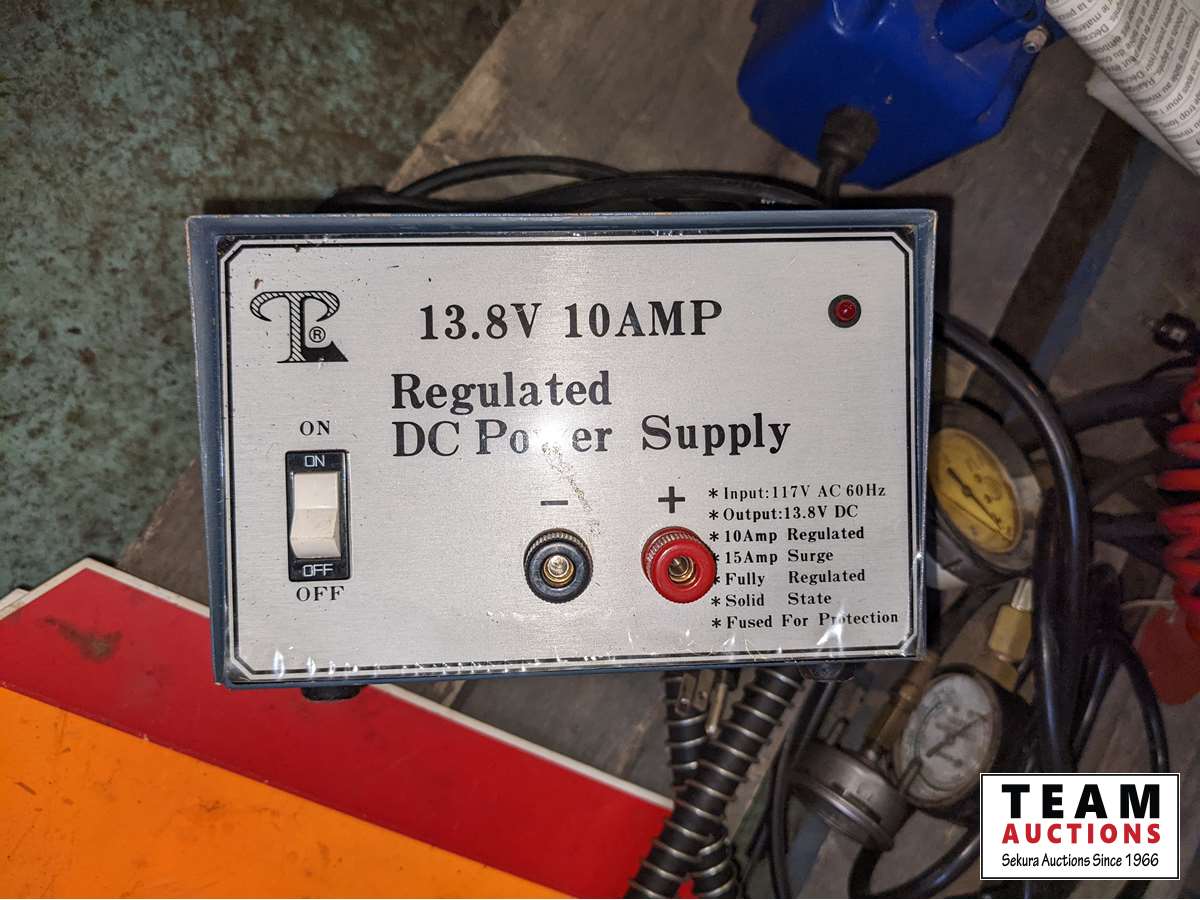 TL®
13.8V 10AMP
Regulated
DC Power Supply
ON
ON
OFF
OFF
- +
* Input:117V AC 60Hz
* Output:13.8V DC
* 10Amp Regulated
* 15Amp Surge
* Fully Regulated
* Solid State
* Fused For Protection
TEAM
AUCTIONS
Sekura Auctions Since 1966